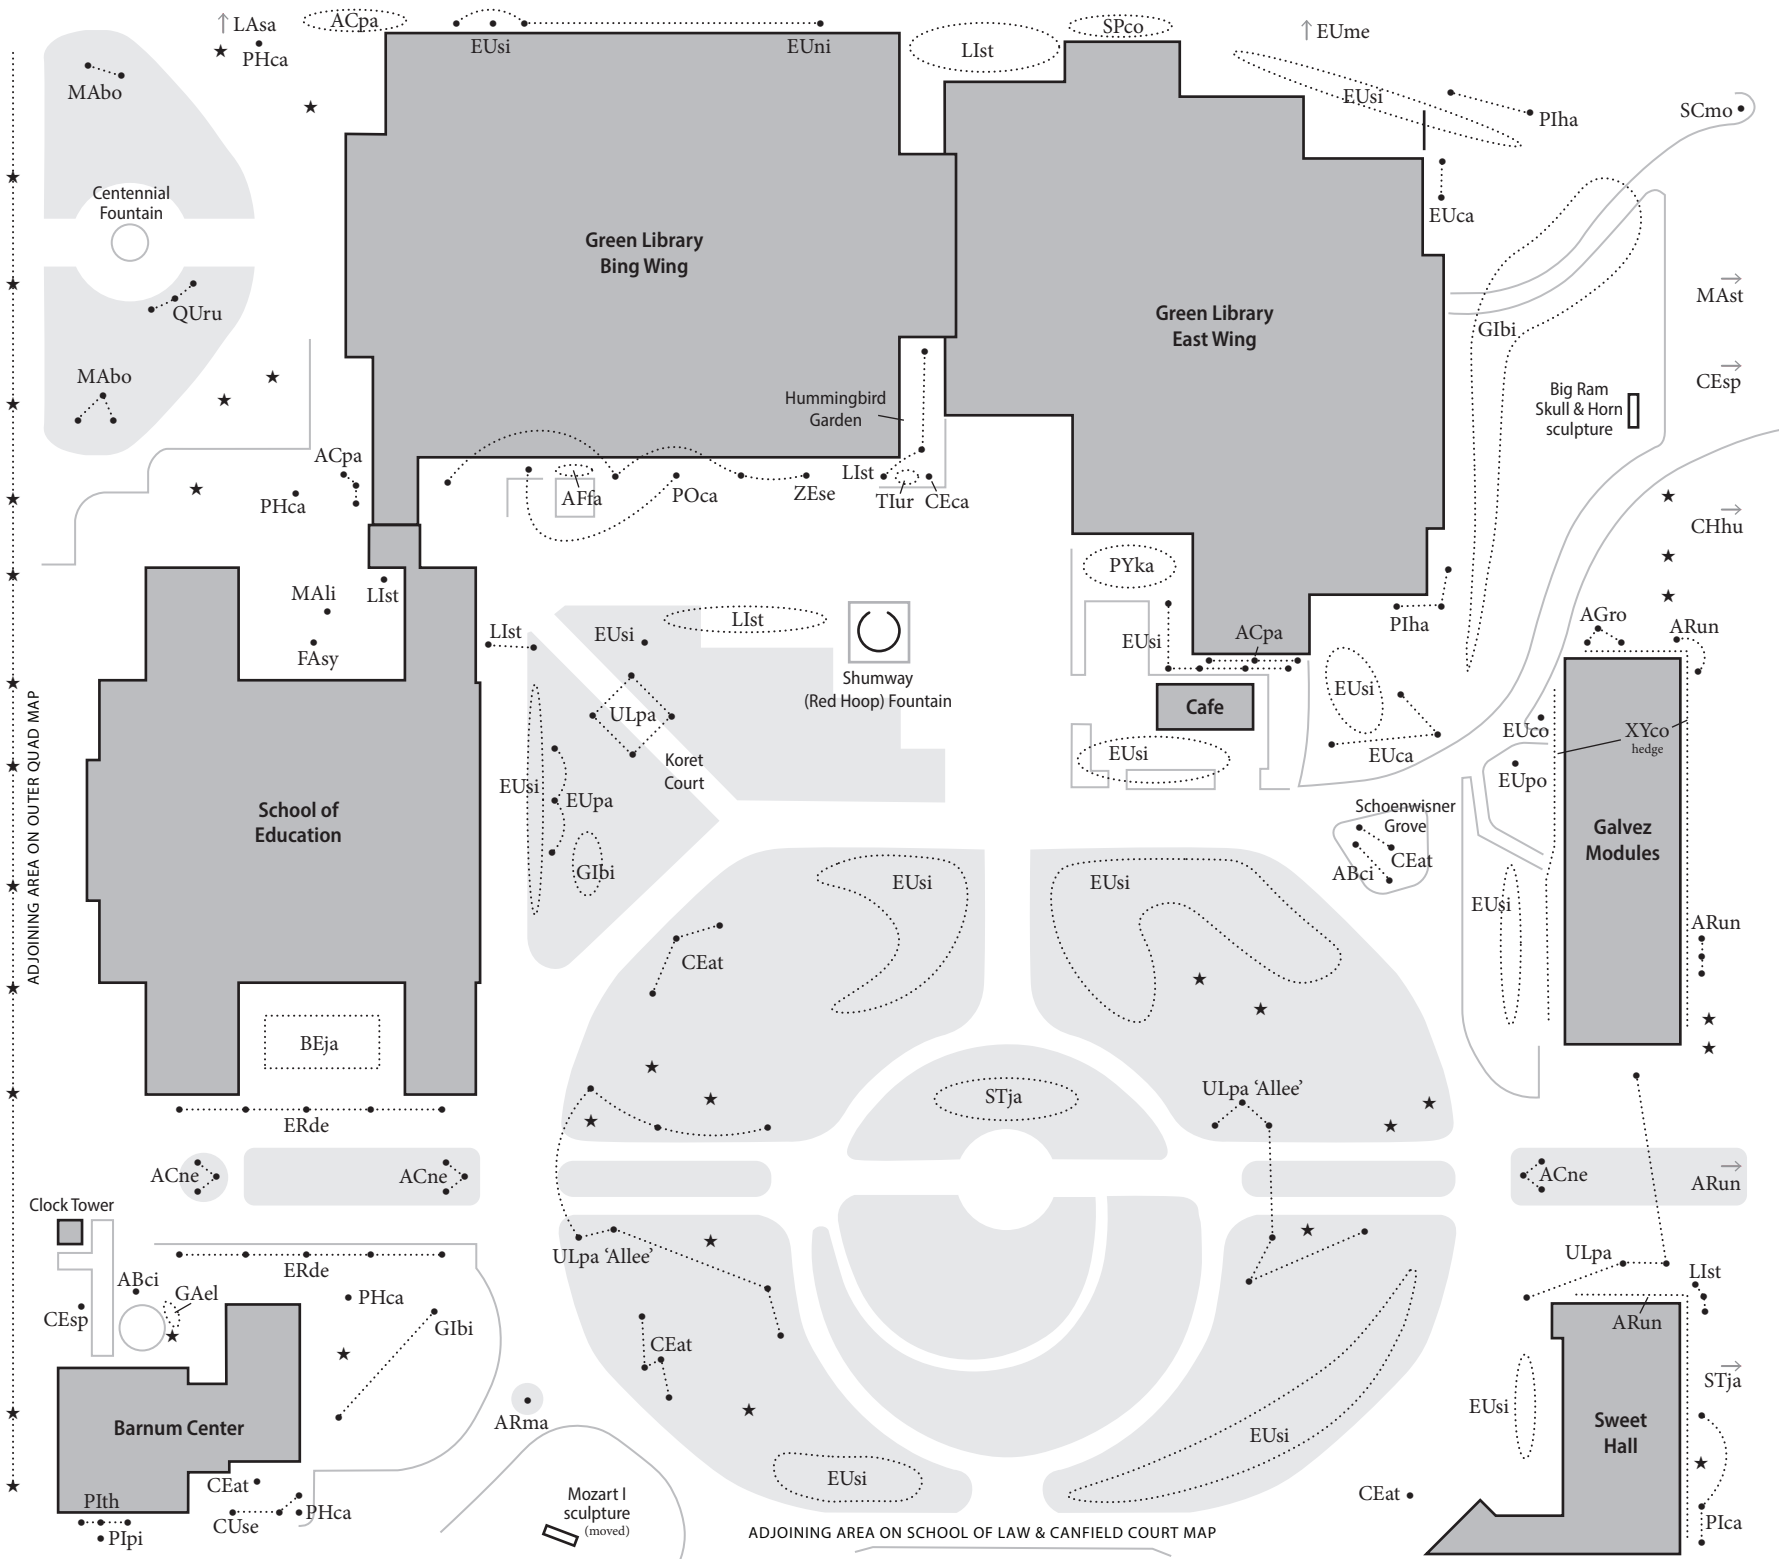 LAsa
ACpa
PHca
EUsi
EUni
LIst
SPco
EUme
MAbo
EUsi
PIha
SCmo
Centennial
Fountain
EUca
Green Library
Bing Wing
Green Library
East Wing
MAst
QUru
GIbi
MAbo
CEsp
Hummingbird
Garden
Big Ram
Skull & Horn
sculpture
ACpa
PHca
AFfa
POca
ZEse
LIst
TIur
CEca
CHhu
PYka
MAli
LIst
FAsy
LIst
EUsi
LIst
EUsi
ACpa
PIha
AGro
ARun
Shumway
(Red Hoop) Fountain
ULpa
Cafe
EUsi
EUca
EUco
XYco
hedge
Koret
Court
EUsi
EUpo
EUsi
EUpa
School of
Education
Schoenwisner
Grove
CEat
ABci
Galvez
Modules
GIbi
EUsi
EUsi
EUsi
ARun
CEat
ADJOINING AREA ON OUTER QUAD MAP
BEja
STja
ULpa ‘Allee’
ERde
ACne
ACne
ACne
ARun
Clock Tower
ULpa ‘Allee’
ULpa
ERde
LIst
ABci
GAel
CEsp
PHca
GIbi
ARun
CEat
STja
Barnum Center
ARma
EUsi
EUsi
Sweet
Hall
EUsi
CEat
PIth
CUse
PHca
PIpi
Mozart I
sculpture
(moved)
CEat
PIca
ADJOINING AREA ON SCHOOL OF LAW & CANFIELD COURT MAP